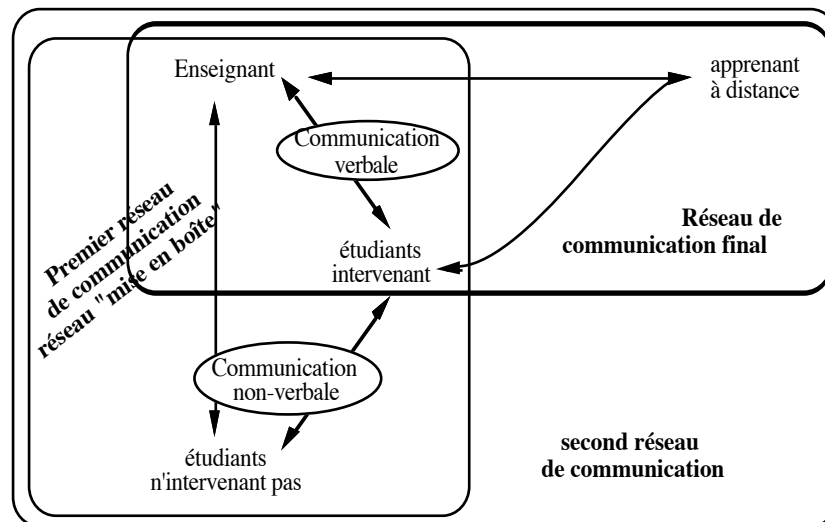 Enseignant
apprenant
à distance
Communication
verbale
Premier réseau
de communication
réseau "mise en boîte"
Réseau de
communication final
étudiants
intervenant
Communication
non-verbale
second réseau
de communication
étudiants
n'intervenant pas